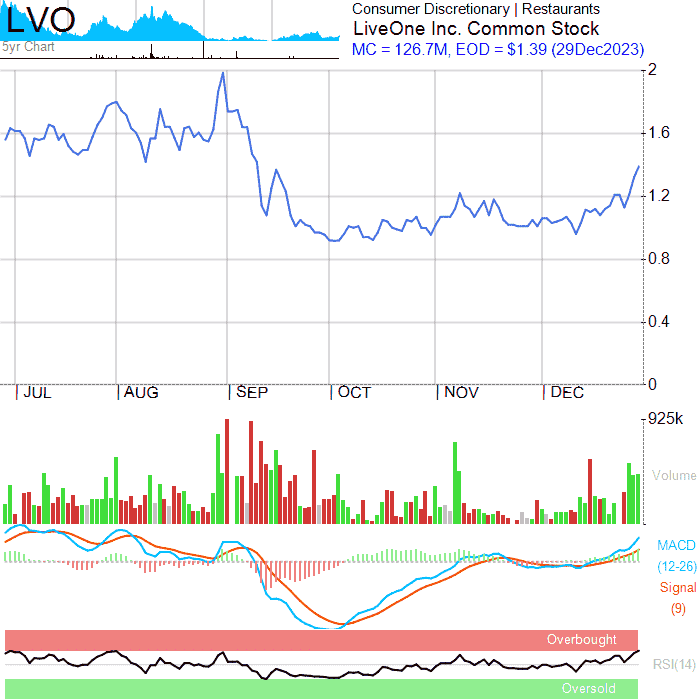 LVO
5yr Chart
Consumer Discretionary | Restaurants
LiveOne Inc. Common Stock
MC = 126.7M, EOD = $1.39 (29Dec2023)
2
1.6
1.2
0.8
0.4
0
JUL AUG SEP OCT NOV DEC
925k
Volume
MACD
(12-26)
Signal
(9)
Overbought
RSI(14)
Oversold